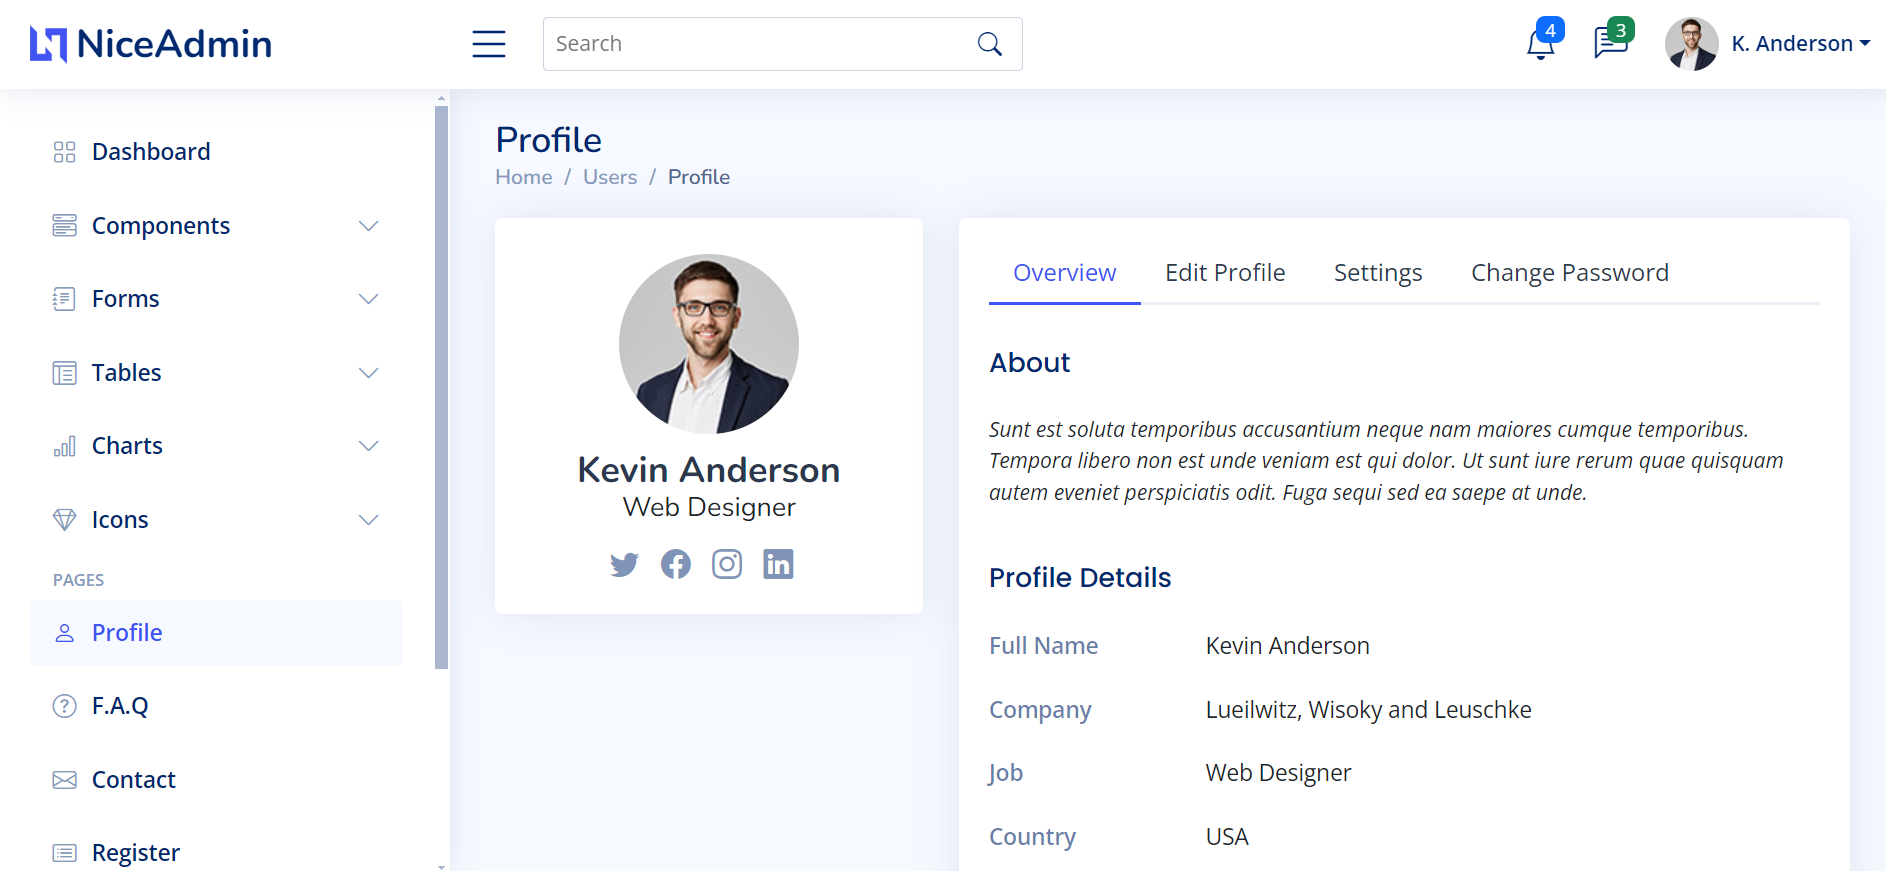 NiceAdmin
Search
4
3
K. Anderson
Dashboard
Components
Forms
Tables
Charts
Icons
PAGES
Profile
F.A.Q
Contact
Register
Profile
Home / Users / Profile
Kevin Anderson
Web Designer
Overview Edit Profile Settings Change Password
About
Sunt est soluta temporibus accusantium neque nam maiores cumque temporibus.
Tempora libero non est unde veniam est qui dolor. Ut sunt iure rerum quae quisquam
autem eveniet perspiciatis odit. Fuga sequi sed ea saepe at unde.
Profile Details
Full Name Kevin Anderson
Company Lueilwitz, Wisoky and Leuschke
Job Web Designer
Country USA